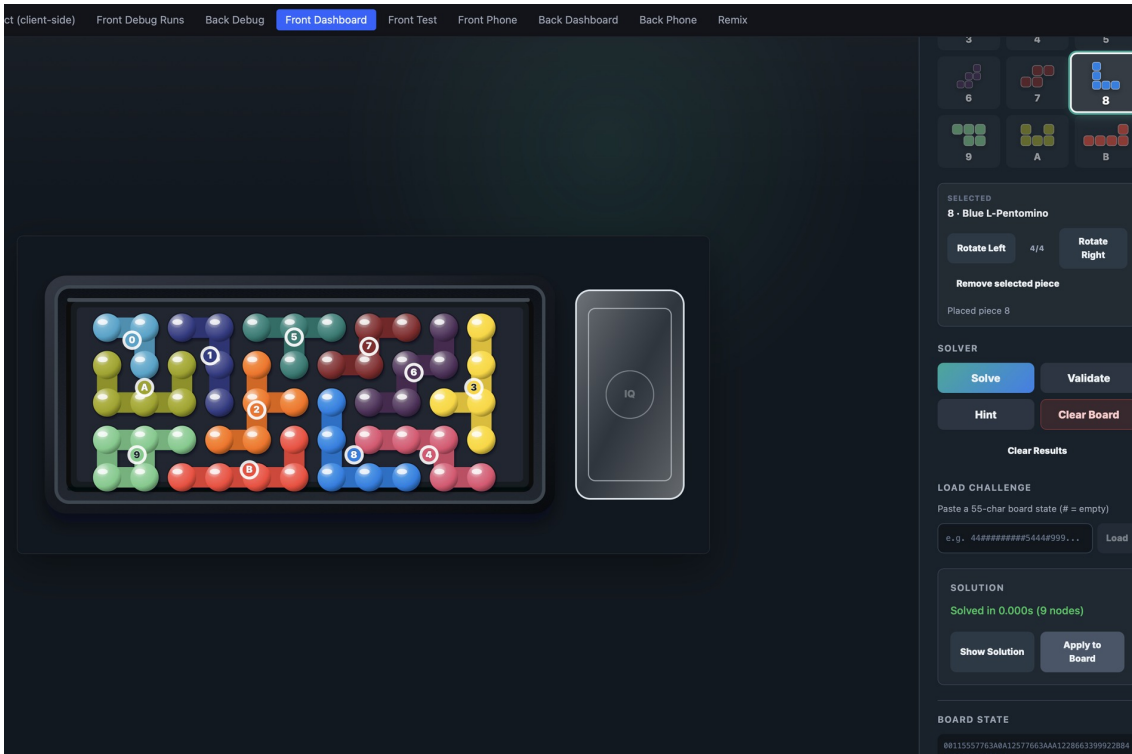 ct (client-side) Front Debug Runs Back Debug Front Dashboard Front Test Front Phone Back Dashboard Back Phone Remix
3 4 5
6 7 8
9 A B
SELECTED
8 · Blue L-Pentomino
Rotate Left 4/4 Rotate Right
Remove selected piece
Placed piece 8
SOLVER
Solve Validate
Hint Clear Board
Clear Results
LOAD CHALLENGE
Paste a 55-char board state (# = empty)
e.g. 44##########5444#999... Load
SOLUTION
Solved in 0.000s (9 nodes)
Show Solution Apply to Board
BOARD STATE
00115557763A0A12577663AAA1228663399922884
0
1
5
7
6
A
2
3
9
B
8
4
IQ